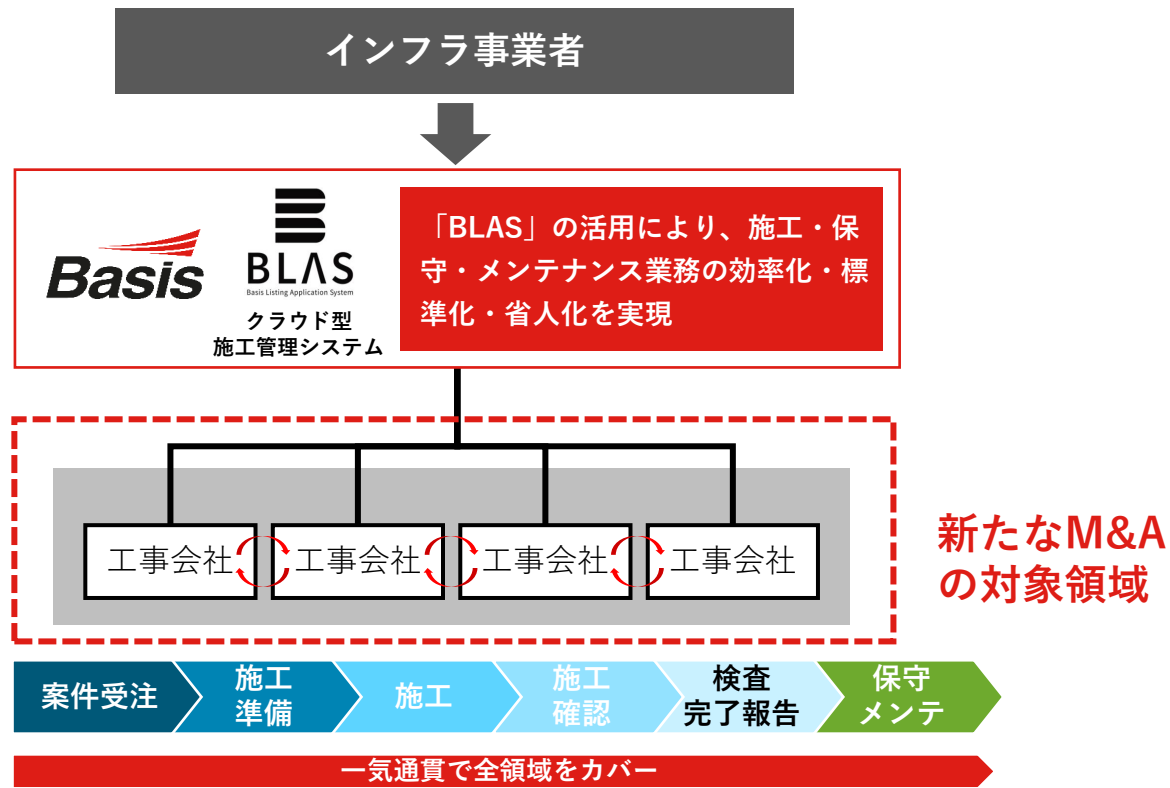 インフラ事業者
Basis
BLAS
Basis Listing Application System
クラウド型
施工管理システム
「BLAS」の活用により、施工・保
守・メンテナンス業務の効率化・標
準化・省人化を実現
工事会社
工事会社
工事会社
工事会社
新たなM&A
の対象領域
案件受注
施工
準備
施工
施工
確認
検査
完了報告
保守
メンテ
一気通貫で全領域をカバー